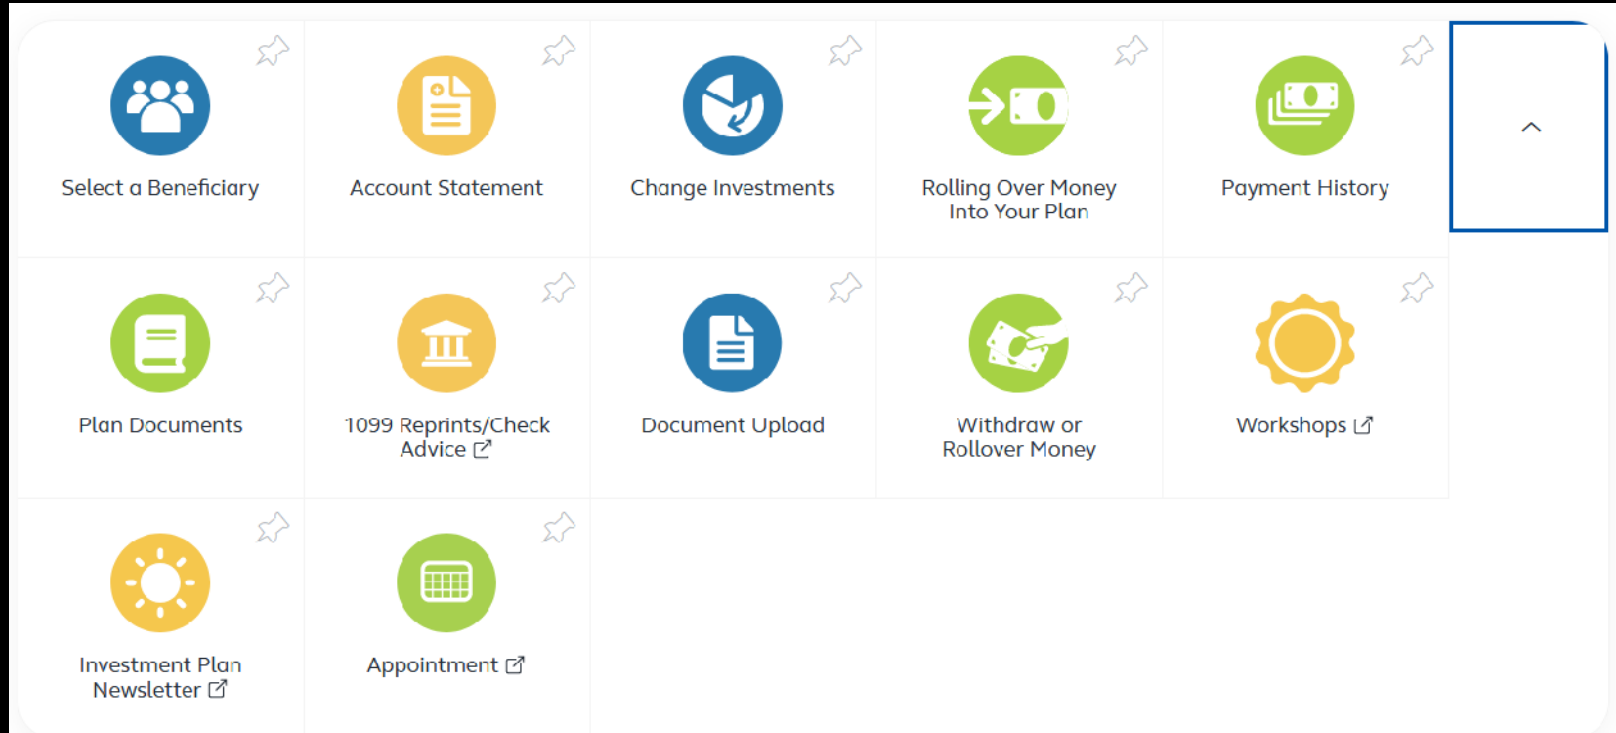 Select a Beneficiary
Account Statement
Change Investments
Rolling Over Money
Into Your Plan
Payment History
Plan Documents
1099 Reprints/Check
Advice
Document Upload
Withdraw or
Rollover Money
Workshops
Investment Plan
Newsletter
Appointment